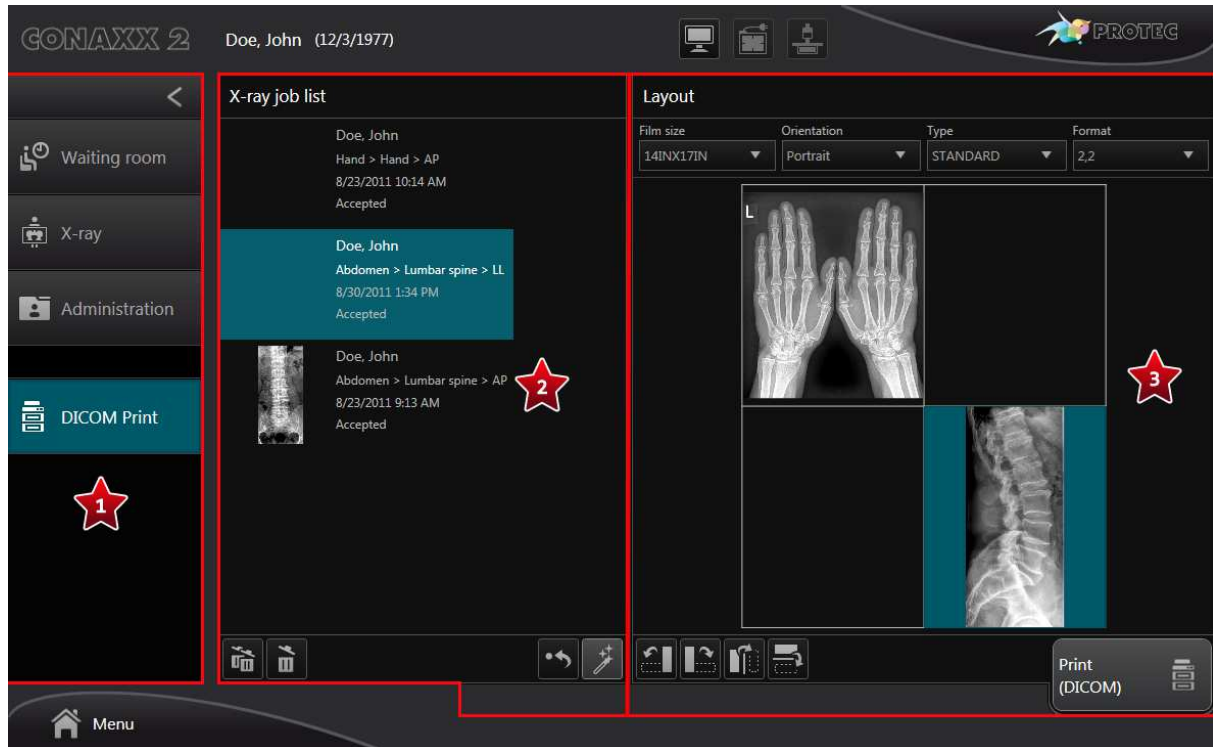 CONAXX 2
Doe, John (12/3/1977)
PROTEC
Waiting room
X-ray
Administration
DICOM Print
1
X-ray job list
Doe, John
Hand > Hand > AP
8/23/2011 10:14 AM
Accepted
Doe, John
Abdomen > Lumbar spine > LL
8/30/2011 1:34 PM
Accepted
Doe, John
Abdomen > Lumbar spine > AP
8/23/2011 9:13 AM
Accepted
2
Layout
Film size Orientation Type Format
14INX17IN Portrait STANDARD 2,2
L
3
Print
(DICOM)
Menu